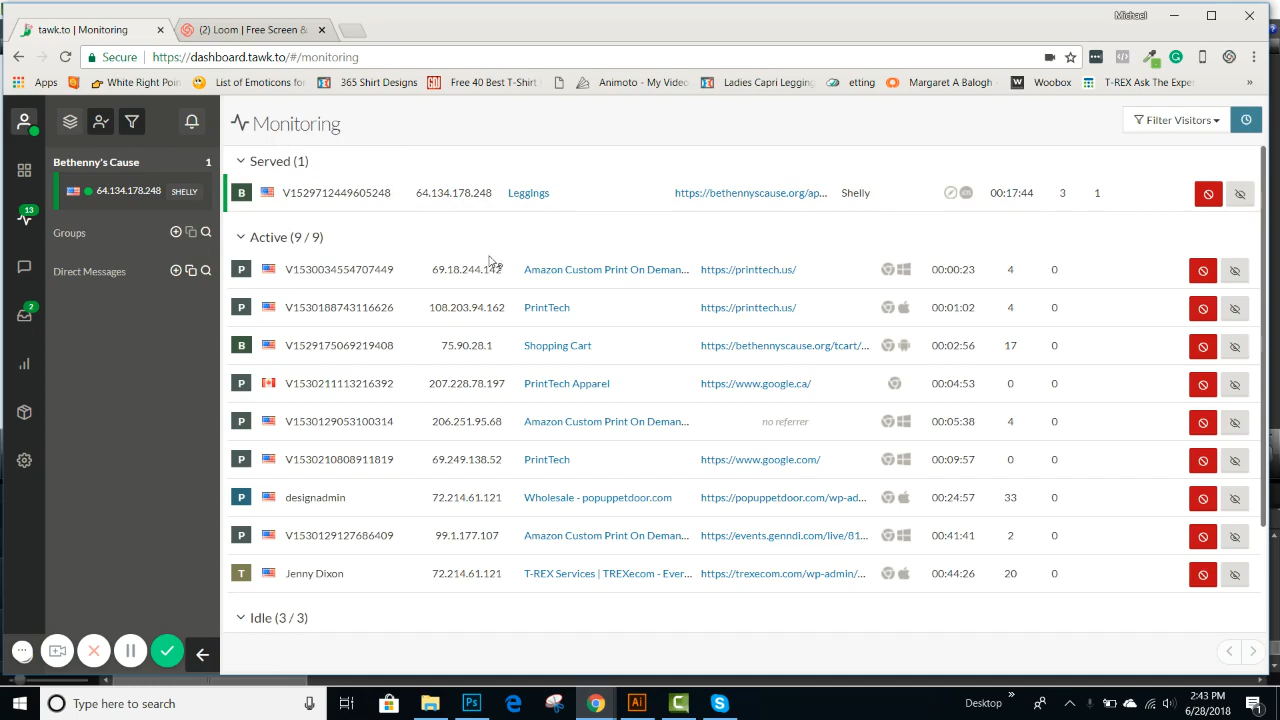 Michael
tawk.to | Monitoring
(2) Loom | Free Screen &
Secure https://dashboard.tawk.to/#/monitoring
Apps
White Right Poin
List of Emotions for
365 Shirt Designs
Free 40 Best T-Shirt
Animoto - My Video
Ladies Capri Legging
etting
Margaret A Balogh
Woobox
T-REX Ask The Exper
Monitoring
Filter Visitors
Bethenny's Cause 1
64.134.178.248 SHELLY
Groups
Direct Messages
13
2
Served (1)
B V1529712449605248 64.134.178.248 Leggings https://bethennyscause.org/ap... Shelly 00:17:44 3 1
Active (9 / 9)
P V1530034554707449 69.18.244.142 Amazon Custom Print On Deman... https://printtech.us/ 00:00:23 4 0
P V1530188743116626 108.203.94.162 PrintTech https://printtech.us/ 00:01:02 4 0
B V1529175069219408 75.90.28.1 Shopping Cart https://bethennyscause.org/tcart/... 00:02:56 17 0
P V1530211113216392 207.228.78.197 PrintTech Apparel https://www.google.ca/ 00:04:53 0 0
P V1530129053100314 206.251.95.68 Amazon Custom Print On Deman... no referrer 00:05:38 4 0
P V1530210808911819 69.249.138.52 PrintTech https://www.google.com/ 00:09:57 0 0
P designadmin 72.214.61.121 Wholesale - popuppetdoor.com https://popuppetdoor.com/wp-ad... 00:24:57 33 0
P V1530129127686409 99.1.177.107 Amazon Custom Print On Deman... https://events.genndi.com/live/81... 00:41:41 2 0
T Jenny Dixon 72.214.61.121 T-REX Services | TREXecom - Ever... https://trexecom.com/wp-admin/... 00:44:26 20 0
Idle (3 / 3)
Type here to search
Desktop
2:43 PM
6/28/2018